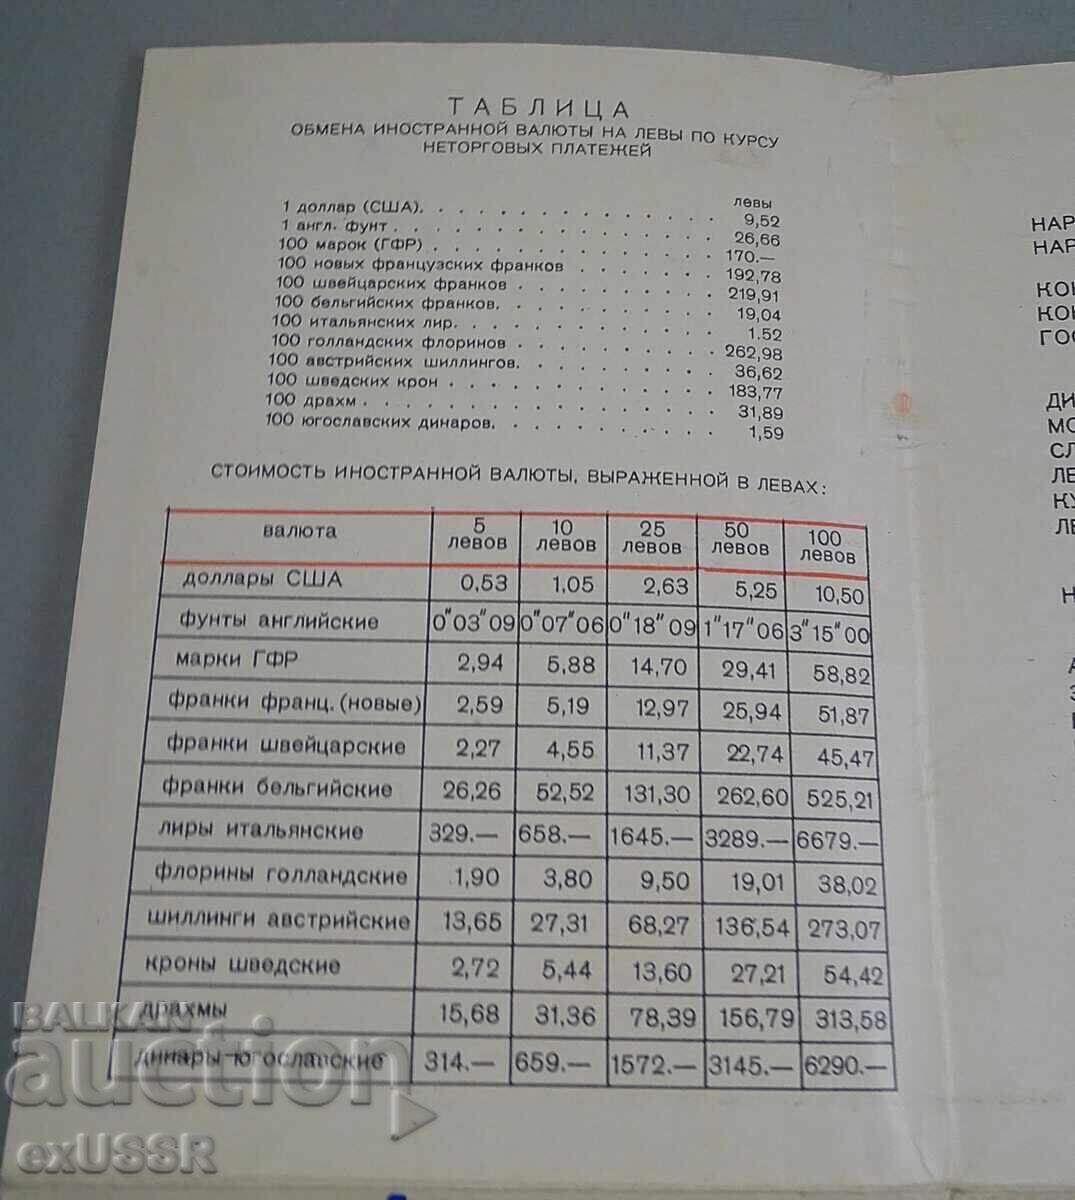 ТАБЛИЦА
ОБМЕНА ИНОСТРАННОЙ ВАЛЮТЫ НА ЛЕВЫ ПО КУРСУ
НЕТОРГОВЫХ ПЛАТЕЖЕЙ
левы
1 доллар (США). . . . . . . . . . . . . . . 9,52
1 англ. фунт . . . . . . . . . . . . . . . 26,66
100 марок (ГФР) . . . . . . . . . . . . . . 170.—
100 новых французских франков . . . . . . . 192,78
100 швейцарских франков . . . . . . . . . . 219,91
100 бельгийских франков. . . . . . . . . . . 19,04
100 итальянских лир. . . . . . . . . . . . . 1.52
100 голландских флоринов . . . . . . . . . . 262,98
100 австрийских шиллингов. . . . . . . . . . 36,62
100 шведских крон . . . . . . . . . . . . . 183,77
100 драхм . . . . . . . . . . . . . . . . . 31,89
100 югославских динаров. . . . . . . . . . . 1,59
СТОИМОСТЬ ИНОСТРАННОЙ ВАЛЮТЫ, ВЫРАЖЕННОЙ В ЛЕВАХ:
валюта 5 левов 10 левов 25 левов 50 левов 100 левов
доллары США 0,53 1,05 2,63 5,25 10,50
фунты английские 0"03"09 0"07"06 0"18"09 1"17"06 3"15"00
марки ГФР 2,94 5,88 14,70 29,41 58,82
франки франц. (новые) 2,59 5,19 12,97 25,94 51,87
франки швейцарские 2,27 4,55 11,37 22,74 45,47
франки бельгийские 26,26 52,52 131,30 262,60 525,21
лиры итальянские 329.— 658.— 1645.— 3289.— 6679.—
флорины голландские 1,90 3,80 9,50 19,01 38,02
шиллинги австрийские 13,65 27,31 68,27 136,54 273,07
кроны шведские 2,72 5,44 13,60 27,21 54,42
драхмы 15,68 31,36 78,39 156,79 313,58
динары-югославские 314.— 659.— 1572.— 3145.— 6290.—
НАР
НАР
КОН
КОН
ГОС
ДИ
МО
СЛ
ЛЕ
КУ
ЛЕ
Н
BALKAN
auction
exUSSR